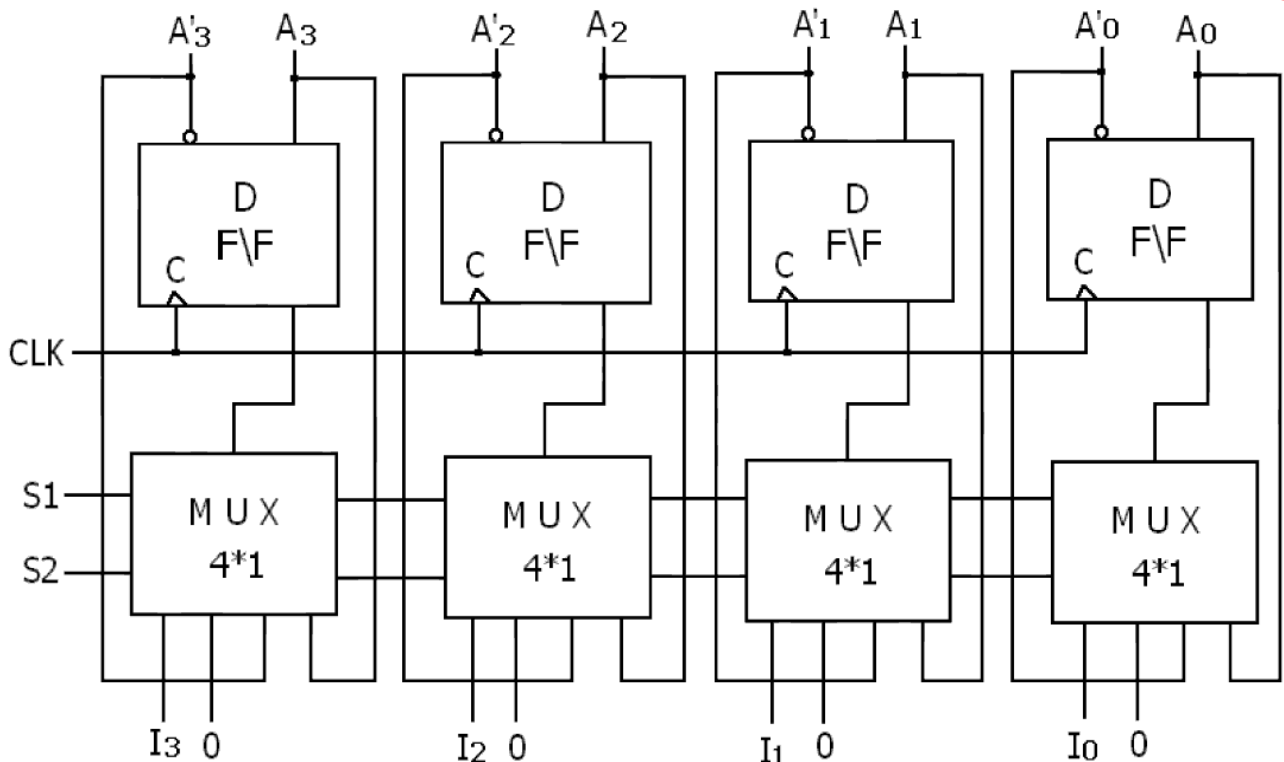 A'3 A3 A'2 A2 A'1 A1 A'0 A0
D D D D
F\F F\F F\F F\F
C C C C
CLK
S1 MUX MUX MUX MUX
S2 4*1 4*1 4*1 4*1
I3 0 I2 0 I1 0 I0 0